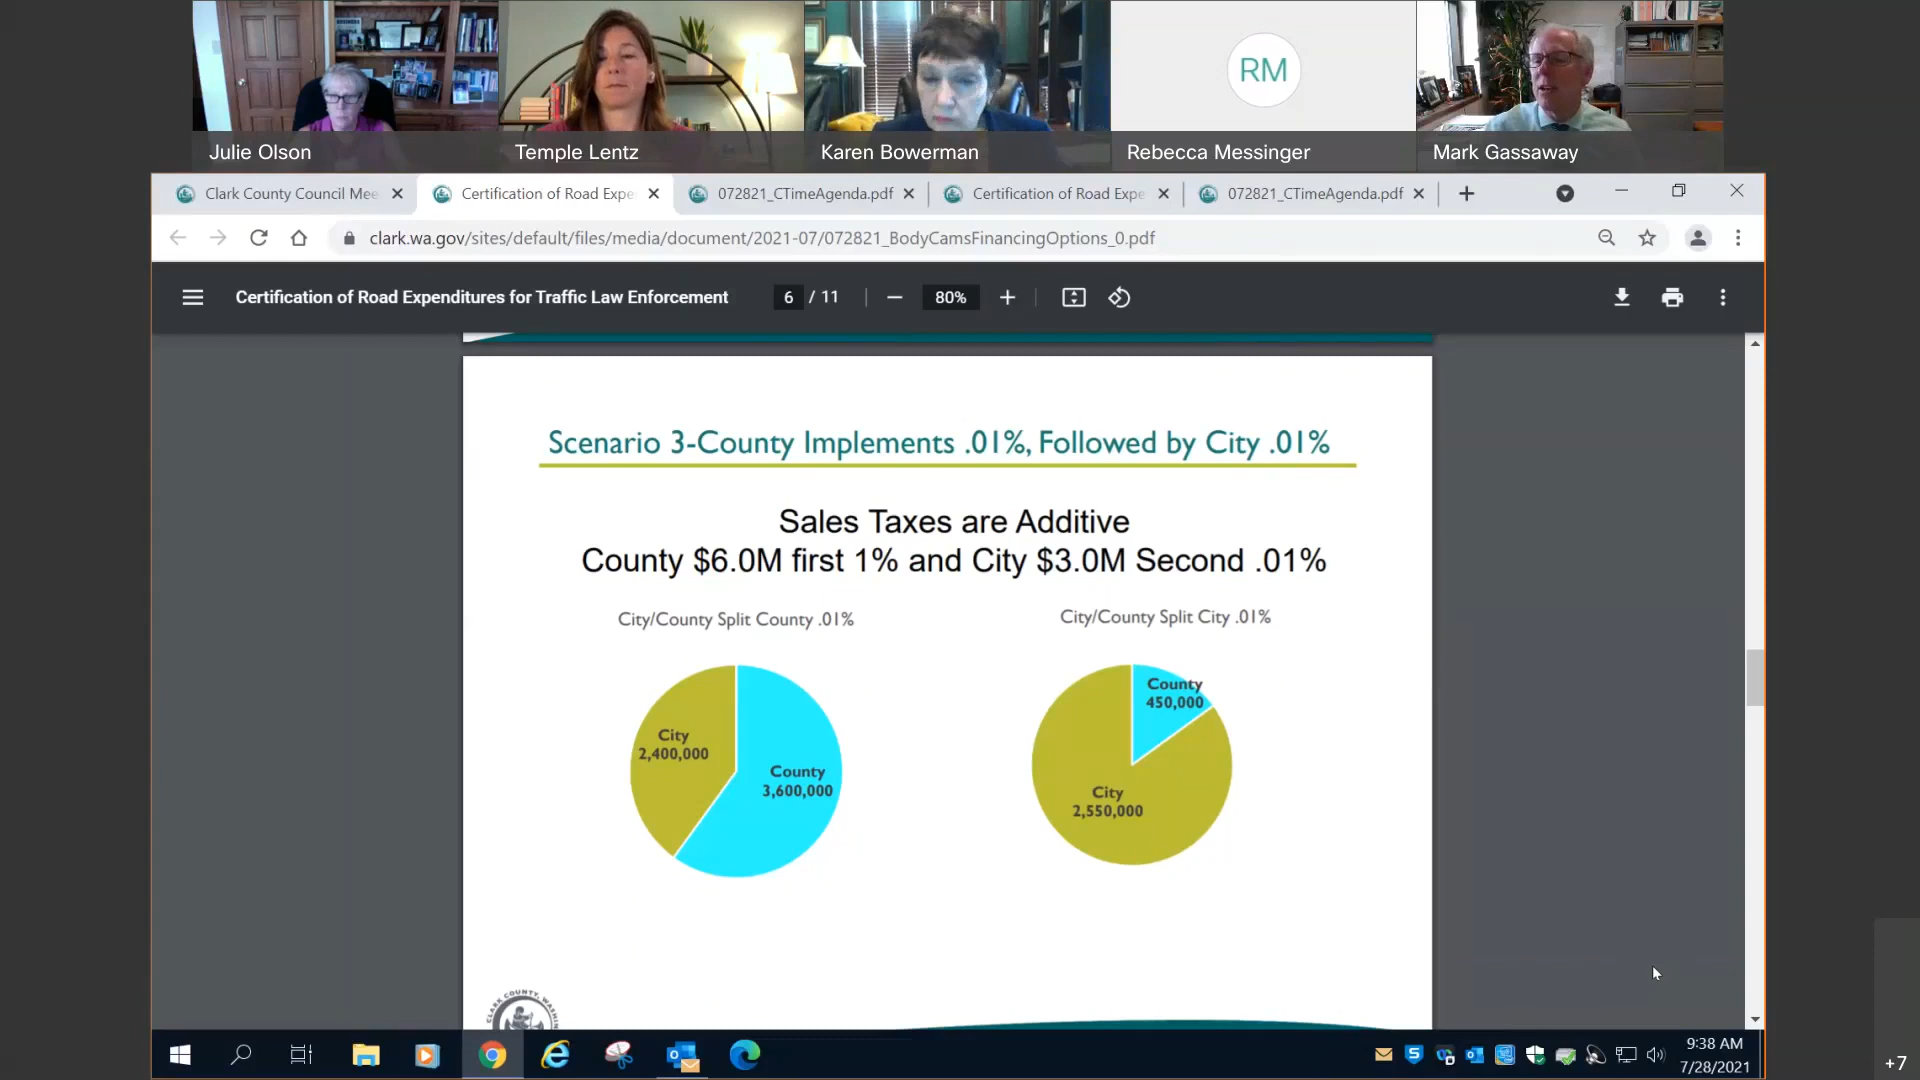 Julie Olson
Temple Lentz
Karen Bowerman
RM
Rebecca Messinger
Mark Gassaway
Clark County Council Mee
Certification of Road Expe
072821_CTimeAgenda.pdf
Certification of Road Expe
072821_CTimeAgenda.pdf
clark.wa.gov/sites/default/files/media/document/2021-07/072821_BodyCamsFinancingOptions_0.pdf
Certification of Road Expenditures for Traffic Law Enforcement
6 / 11
80%
Scenario 3-County Implements .01%, Followed by City .01%
Sales Taxes are Additive
County $6.0M first 1% and City $3.0M Second .01%
City/County Split County .01%
City
2,400,000
County
3,600,000
City/County Split City .01%
County
450,000
City
2,550,000
CLARK COUNTY, WASHIN
9:38 AM
7/28/2021
+7